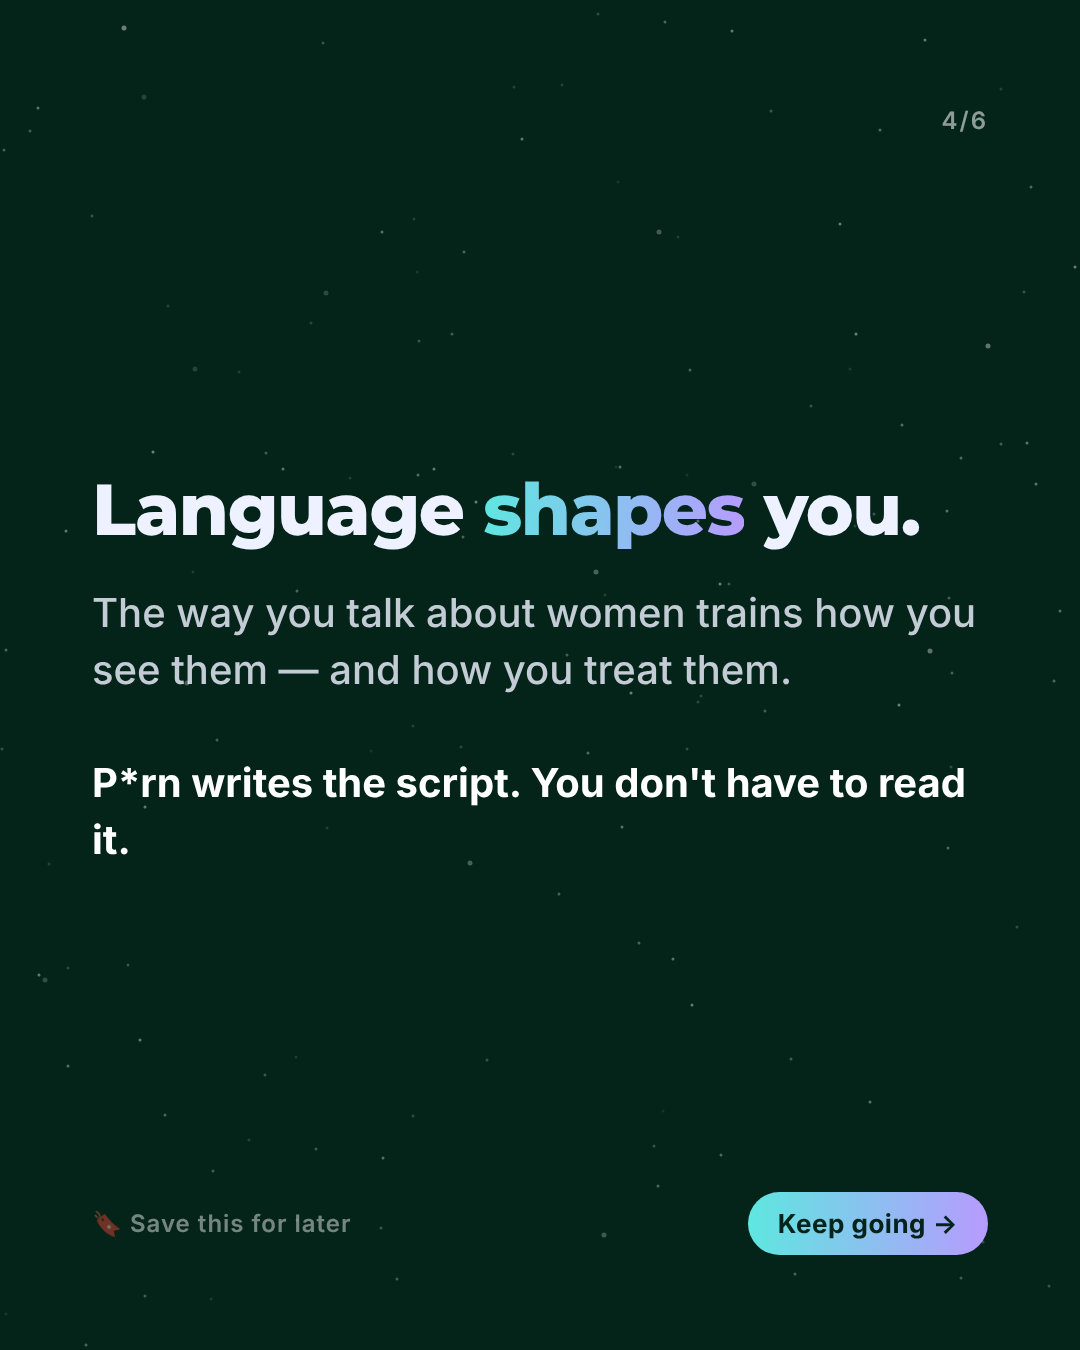 4/6
Language shapes you.
The way you talk about women trains how you
see them — and how you treat them.
P*rn writes the script. You don't have to read
it.
🔖 Save this for later
Keep going →